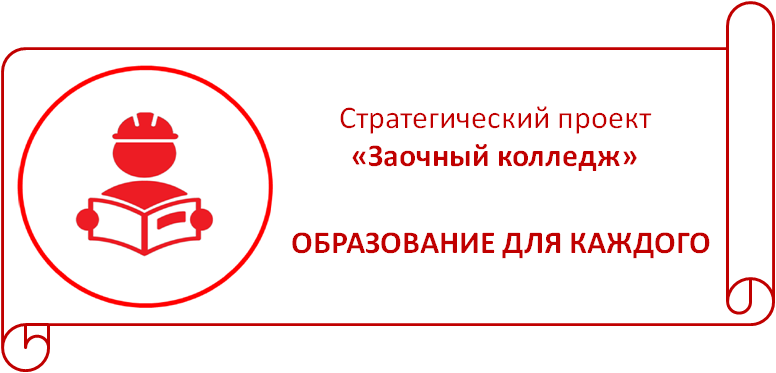 Стратегический проект
«Заочный колледж»
ОБРАЗОВАНИЕ ДЛЯ КАЖДОГО